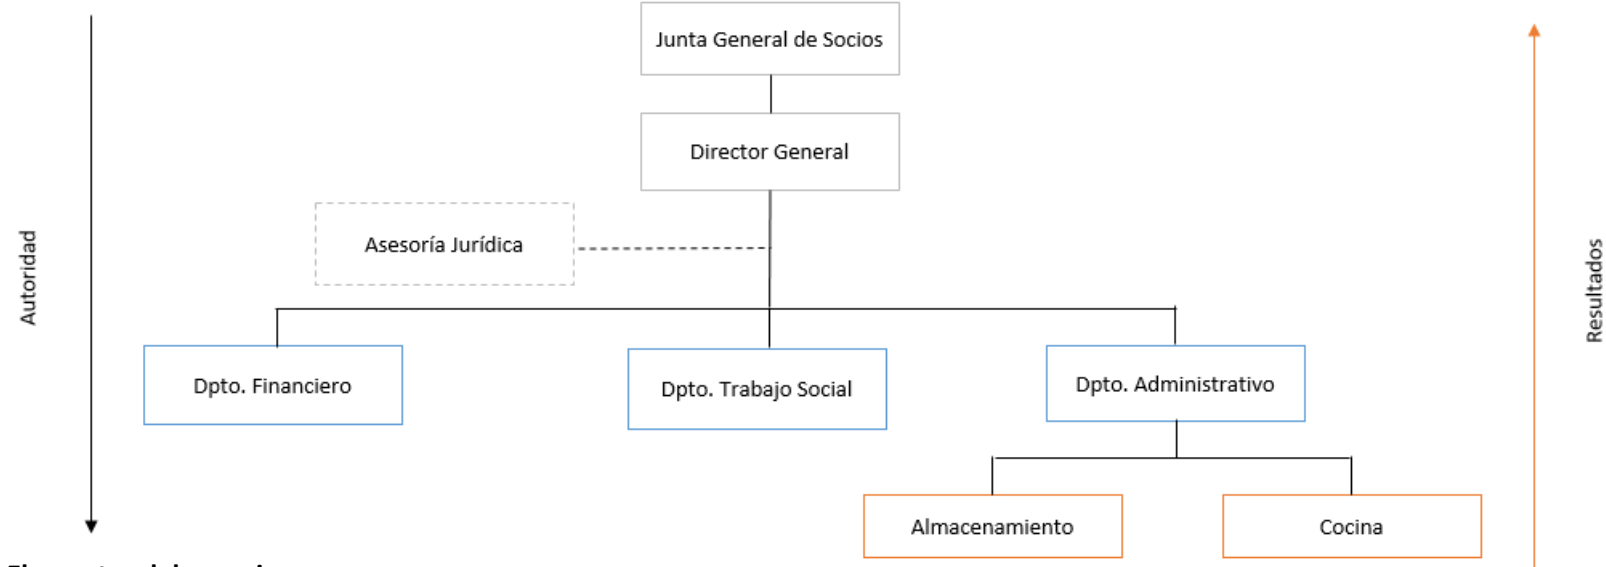 Junta General de Socios
Director General
Asesoría Jurídica
Autoridad
Resultados
Dpto. Financiero
Dpto. Trabajo Social
Dpto. Administrativo
Almacenamiento
Cocina